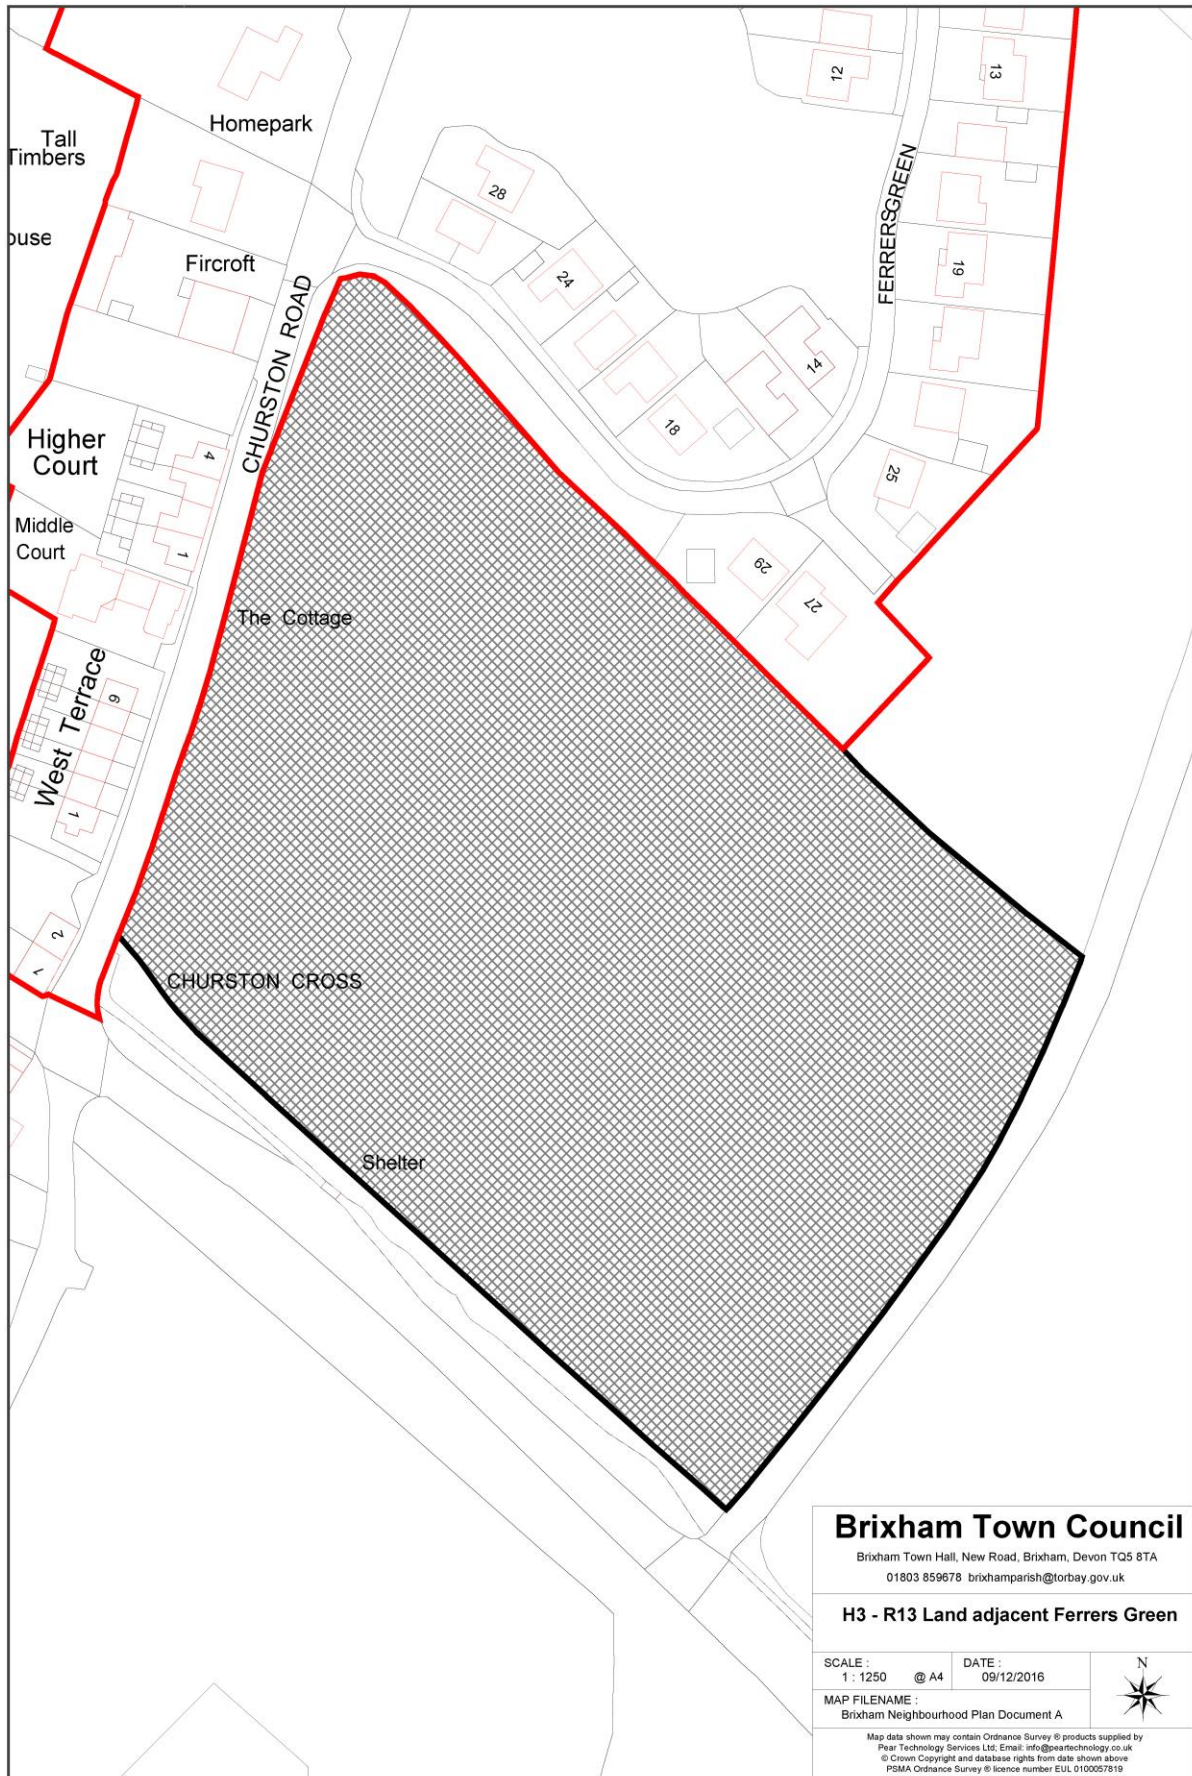 12
13
Homepark
Tall
Timbers
28
FERRERS GREEN
ouse
Fircroft
19
24
CHURSTON ROAD
14
18
4
Higher
Court
25
Middle
Court
1
29
27
The Cottage
West Terrace
6
1
2
CHURSTON CROSS
Shelter
Brixham Town Council
Brixham Town Hall, New Road, Brixham, Devon TQ5 8TA
01803 859678 brixhamparish@torbay.gov.uk
H3 - R13 Land adjacent Ferrers Green
SCALE :
1 : 1250 @ A4
DATE :
09/12/2016
N
MAP FILENAME :
Brixham Neighbourhood Plan Document A
Map data shown may contain Ordnance Survey ® products supplied by
Pear Technology Services Ltd; Email: info@peartechnology.co.uk
© Crown Copyright and database rights from date shown above
PSMA Ordnance Survey ® licence number EUL 0100057819